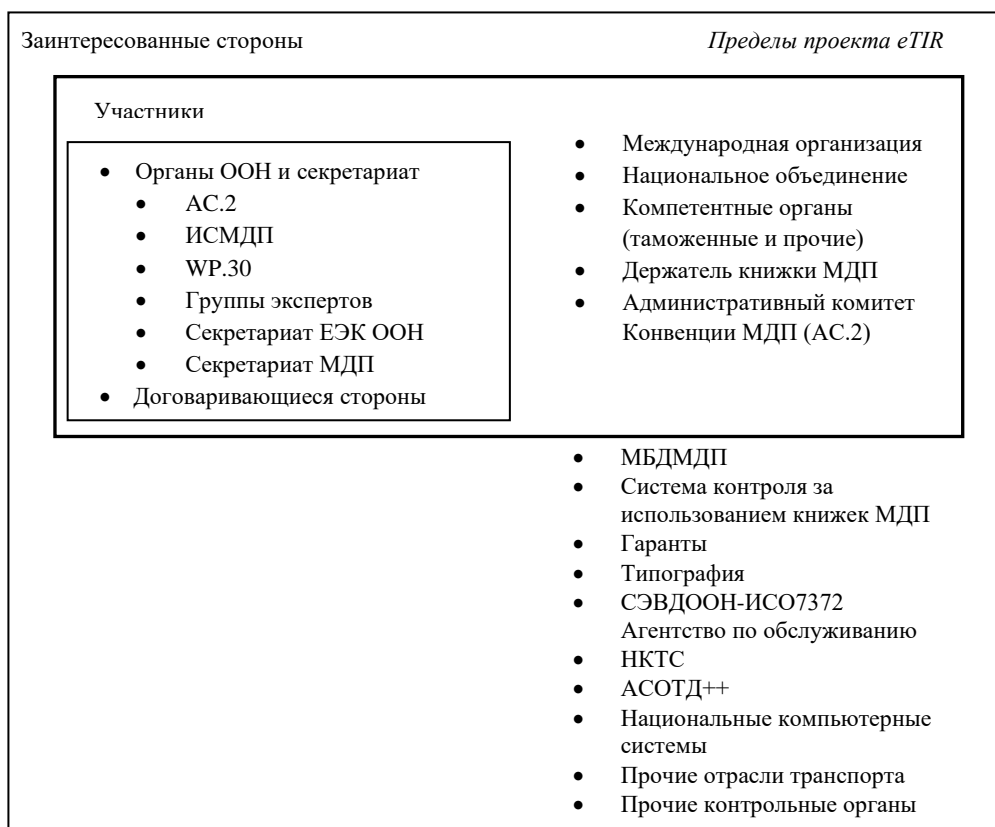 Заинтересованные стороны
Пределы проекта eTIR
Участники
• Органы ООН и секретариат
• AC.2
• ИСМДП
• WP.30
• Группы экспертов
• Секретариат ЕЭК ООН
• Секретариат МДП
• Договаривающиеся стороны
• Международная организация
• Национальное объединение
• Компетентные органы
(таможенные и прочие)
• Держатель книжки МДП
• Административный комитет
Конвенции МДП (AC.2)
• МБДМДП
• Система контроля за
использованием книжек МДП
• Гаранты
• Типография
• СЭВДООН-ИСО7372
Агентство по обслуживанию
• НКТС
• АСОТД++
• Национальные компьютерные
системы
• Прочие отрасли транспорта
• Прочие контрольные органы